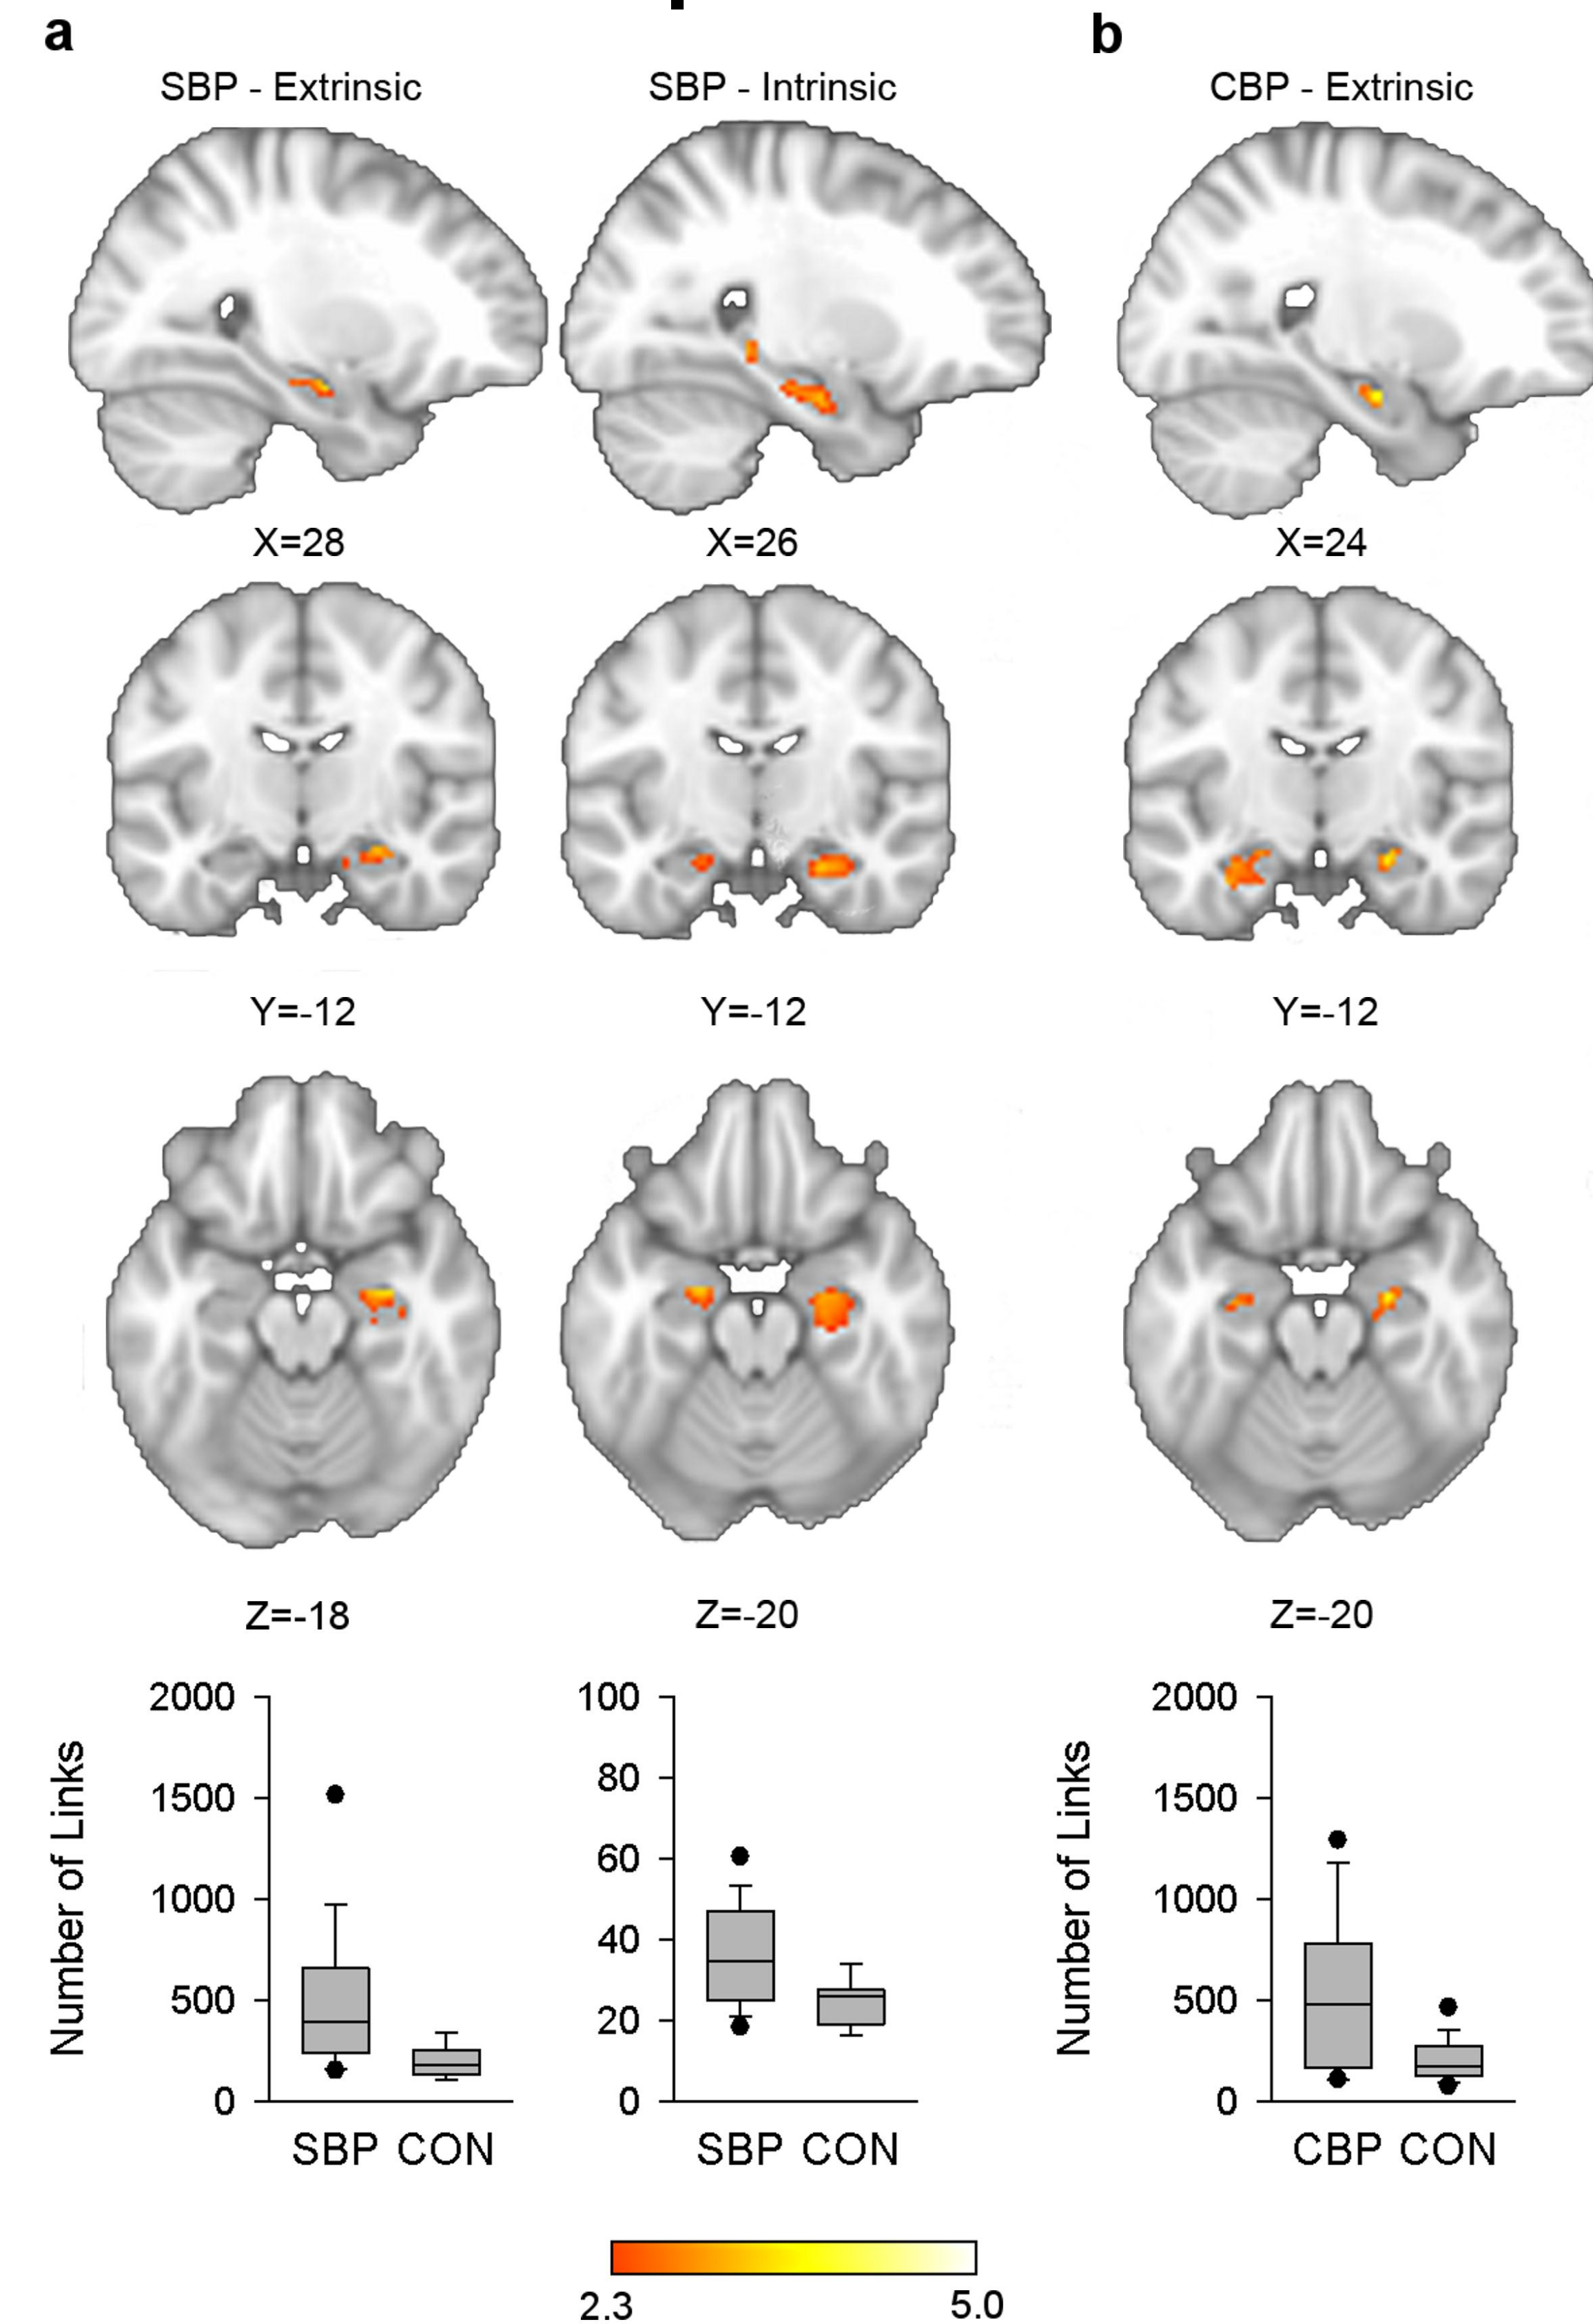 a
b
SBP - Extrinsic
SBP - Intrinsic
CBP - Extrinsic
X=28
X=26
X=24
Y=-12
Y=-12
Y=-12
Z=-18
Z=-20
Z=-20
Number of Links
2000
1500
1000
500
0
SBP CON
100
80
60
40
20
0
SBP CON
Number of Links
2000
1500
1000
500
0
CBP CON
2.3
5.0